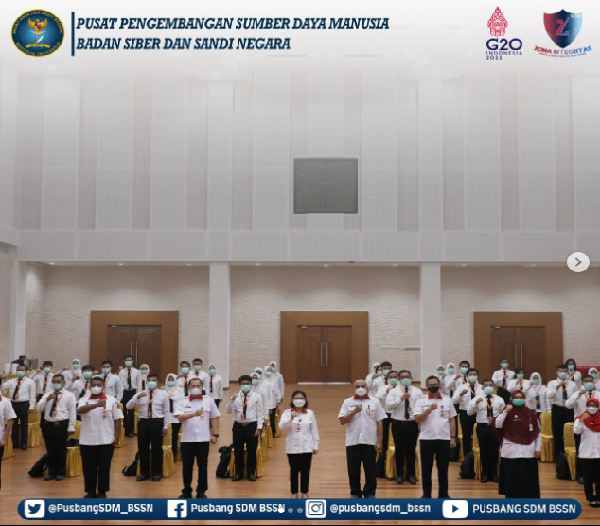 PUSAT PENGEMBANGAN SUMBER DAYA MANUSIA
BADAN SIBER DAN SANDI NEGARA
G20
INDONESIA
2022
ZONA INTEGRITAS
@PusbangSDM_BSSN
Pusbang SDM BSSN
@pusbangsdm_bssn
PUSBANG SDM BSSN